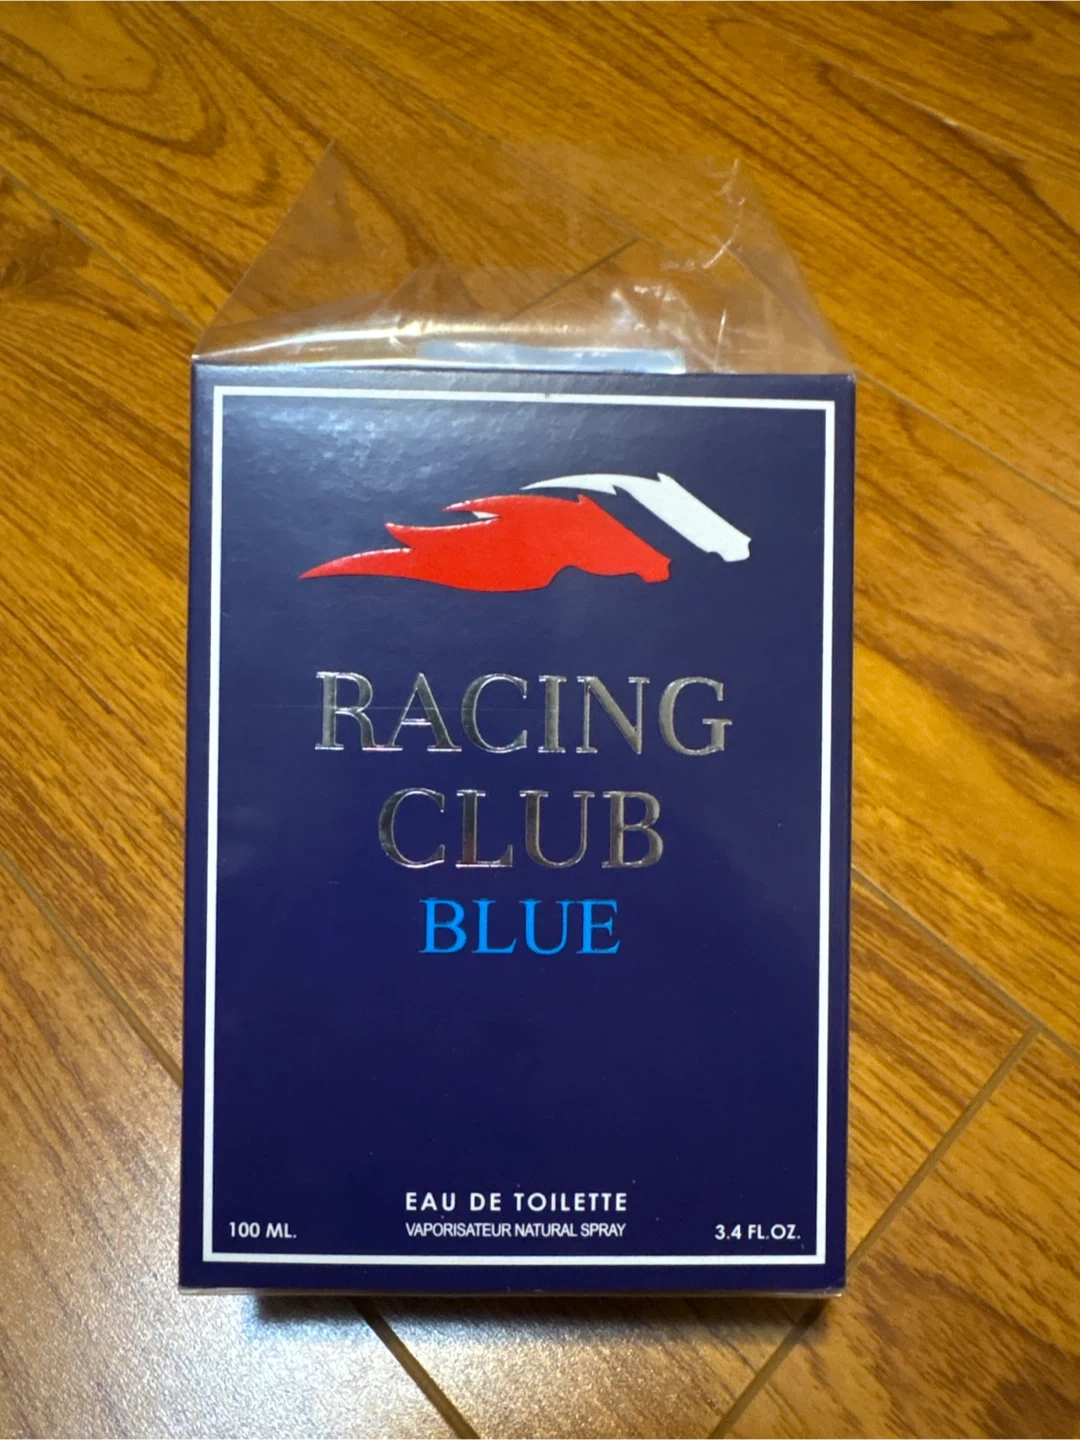 RACING
CLUB
BLUE
EAU DE TOILETTE
100 ML.
VAPORISATEUR NATURAL SPRAY
3.4 FL.OZ.